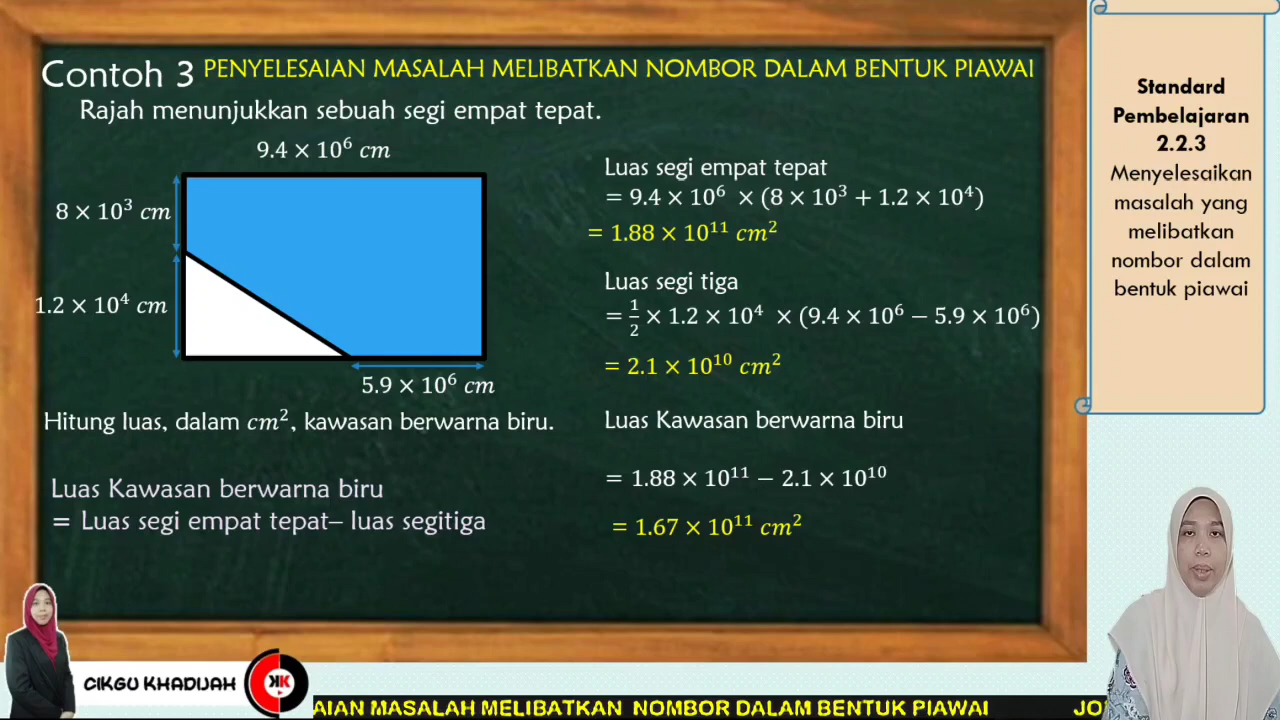 Contoh 3 PENYELESAIAN MASALAH MELIBATKAN NOMBOR DALAM BENTUK PIAWAI
Rajah menunjukkan sebuah segi empat tepat.
9.4 × 10⁶ cm
8 × 10³ cm
1.2 × 10⁴ cm
5.9 × 10⁶ cm
Hitung luas, dalam cm², kawasan berwarna biru.
Luas Kawasan berwarna biru
= Luas segi empat tepat– luas segitiga
Luas segi empat tepat
= 9.4 × 10⁶ × (8 × 10³ + 1.2 × 10⁴)
= 1.88 × 10¹¹ cm²
Luas segi tiga
= 1/2 × 1.2 × 10⁴ × (9.4 × 10⁶ − 5.9 × 10⁶)
= 2.1 × 10¹⁰ cm²
Luas Kawasan berwarna biru
= 1.88 × 10¹¹ − 2.1 × 10¹⁰
= 1.67 × 10¹¹ cm²
Standard
Pembelajaran
2.2.3
Menyelesaikan
masalah yang
melibatkan
nombor dalam
bentuk piawai
CIKGU KHADIJAH
KK
AIAN MASALAH MELIBATKAN NOMBOR DALAM BENTUK PIAWAI JO